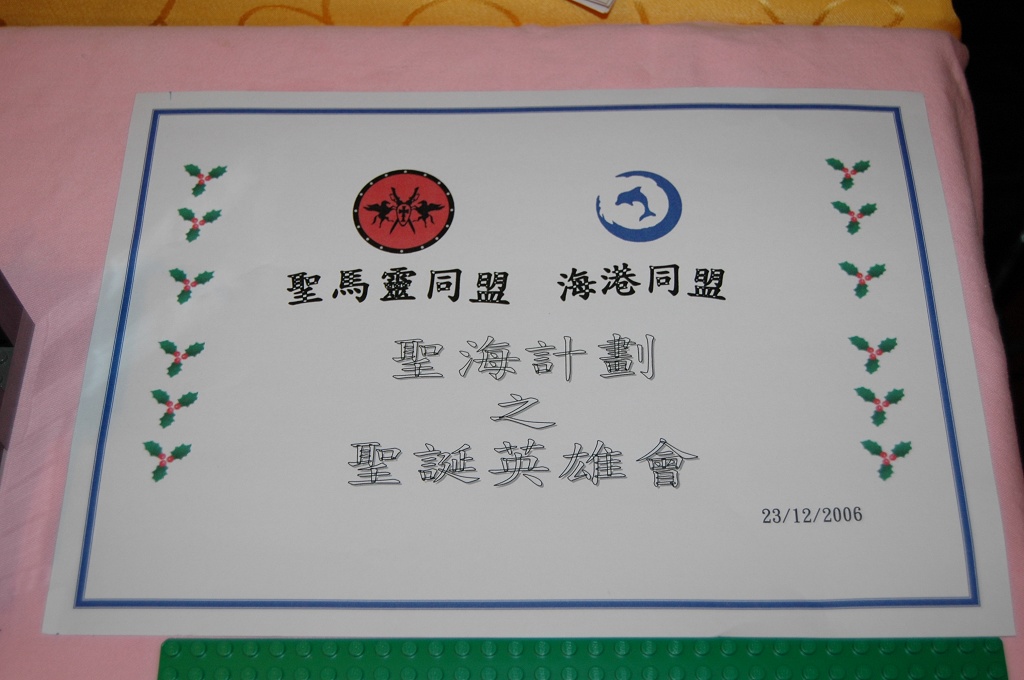 聖馬靈同盟 海港同盟
聖海計劃
之
聖誕英雄會
23/12/2006